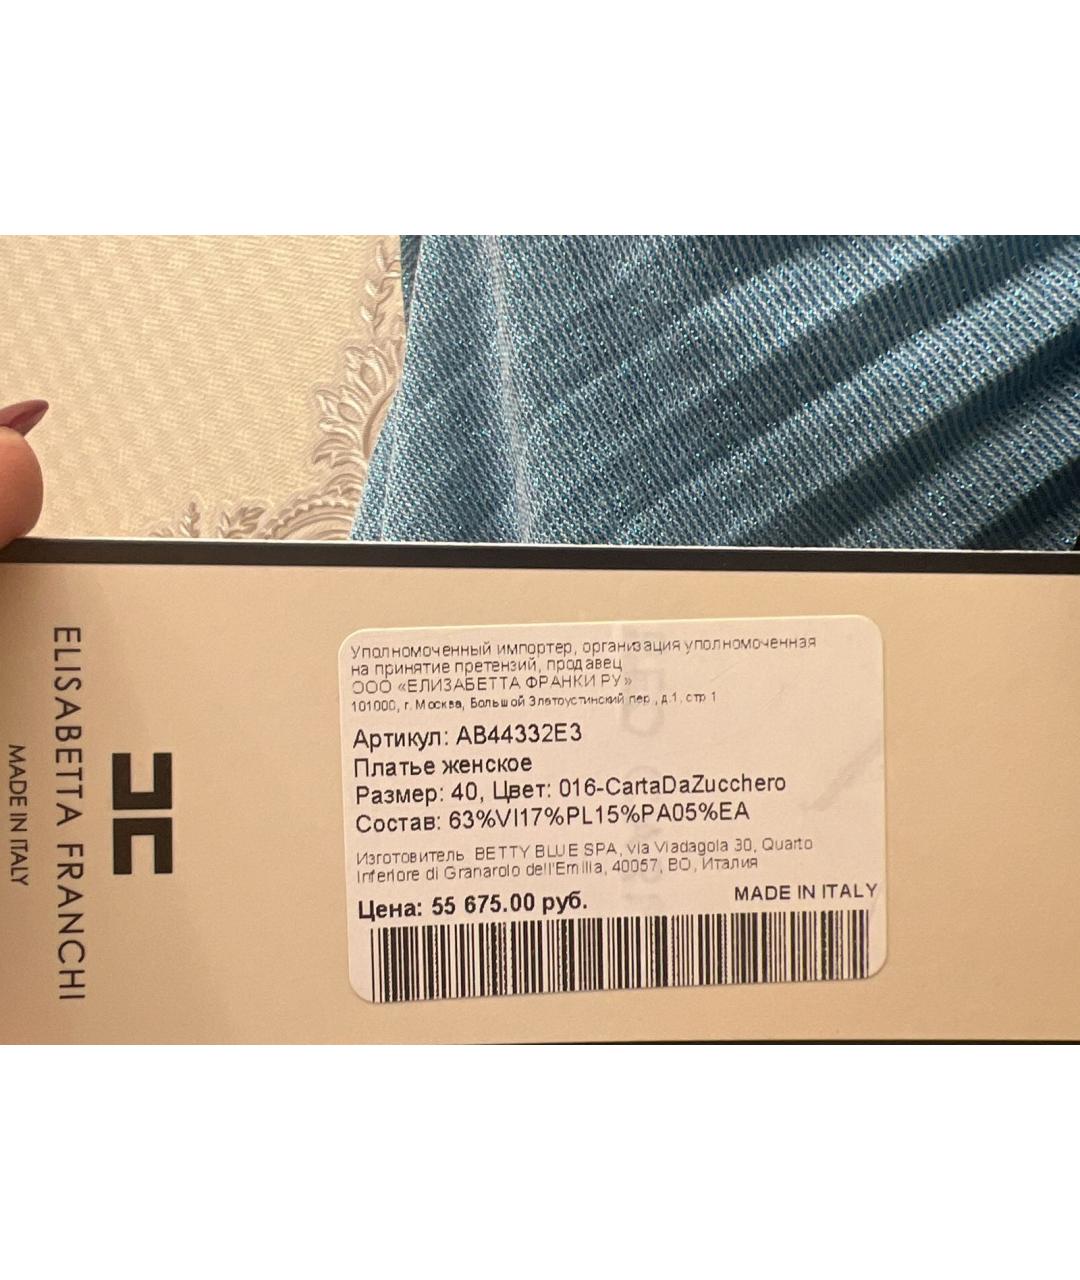 Уполномоченный импортер, организация уполномоченная
на принятие претензий, продавец
ООО «ЕЛИЗАБЕТТА ФРАНКИ РУ»
101000, г. Москва, Большой Златоустинский пер., д.1, стр 1
Артикул: AB44332E3
Платье женское
Размер: 40, Цвет: 016-CartaDaZucchero
Состав: 63%VI17%PL15%PA05%EA
Изготовитель BETTY BLUE SPA, via Viadagola 30, Quarto
Inferiore di Granarolo dell'Emilia, 40057, BO, Италия
Цена: 55 675.00 руб.
MADE IN ITALY
ELISABETTA FRANCHI
MADE IN ITALY